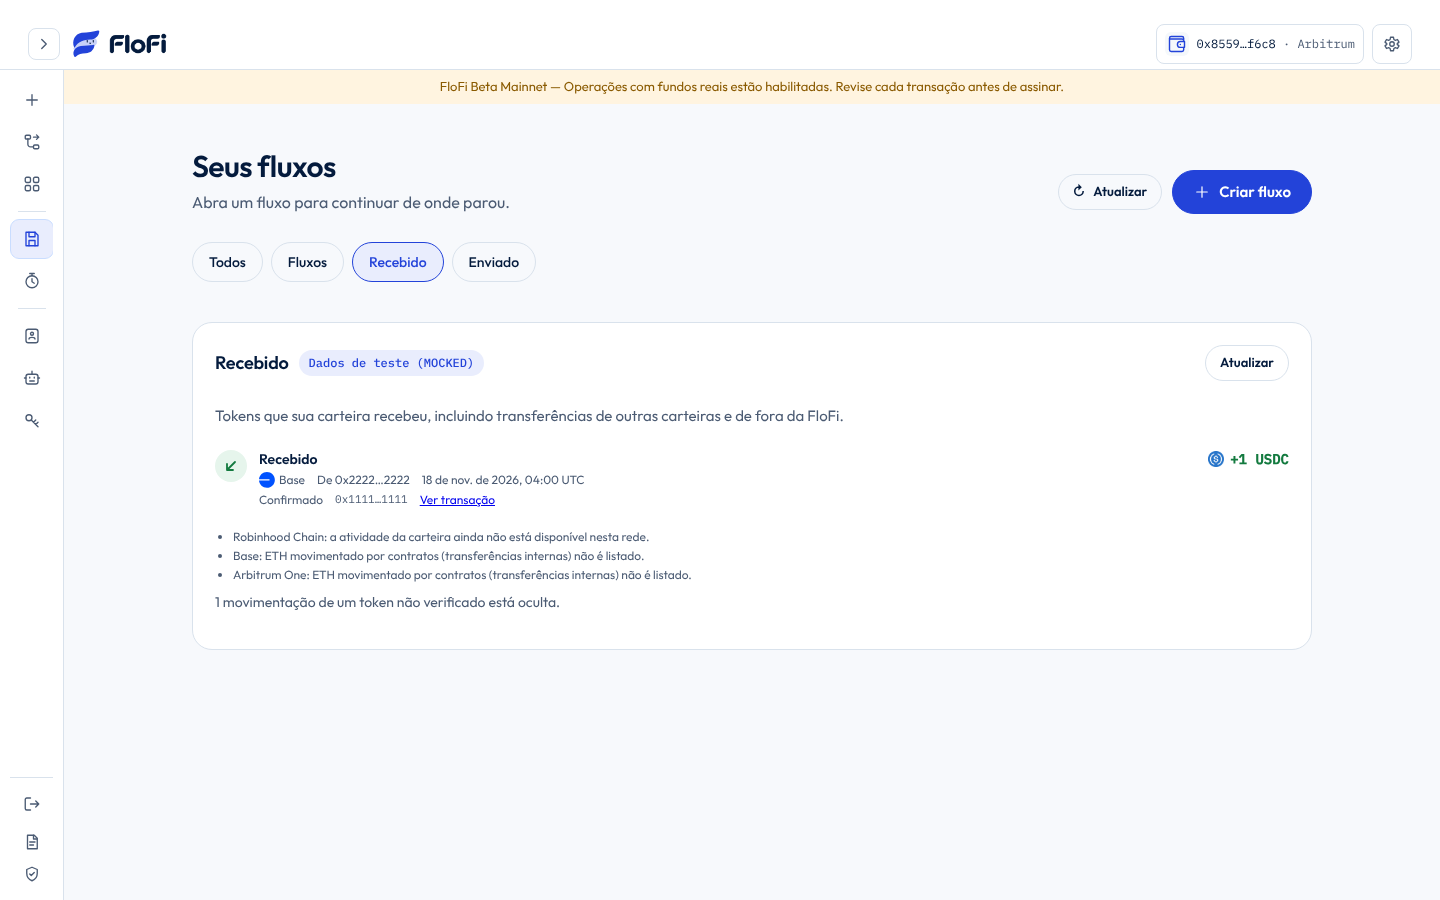 FloFi
0x8559…f6c8 · Arbitrum
FloFi Beta Mainnet — Operações com fundos reais estão habilitadas. Revise cada transação antes de assinar.
Seus fluxos
Abra um fluxo para continuar de onde parou.
Atualizar
Criar fluxo
Todos
Fluxos
Recebido
Enviado
Recebido
Dados de teste (MOCKED)
Atualizar
Tokens que sua carteira recebeu, incluindo transferências de outras carteiras e de fora da FloFi.
Recebido
+1 USDC
Base De 0x2222…2222 18 de nov. de 2026, 04:00 UTC
Confirmado 0x1111…1111 Ver transação
• Robinhood Chain: a atividade da carteira ainda não está disponível nesta rede.
• Base: ETH movimentado por contratos (transferências internas) não é listado.
• Arbitrum One: ETH movimentado por contratos (transferências internas) não é listado.
1 movimentação de um token não verificado está oculta.